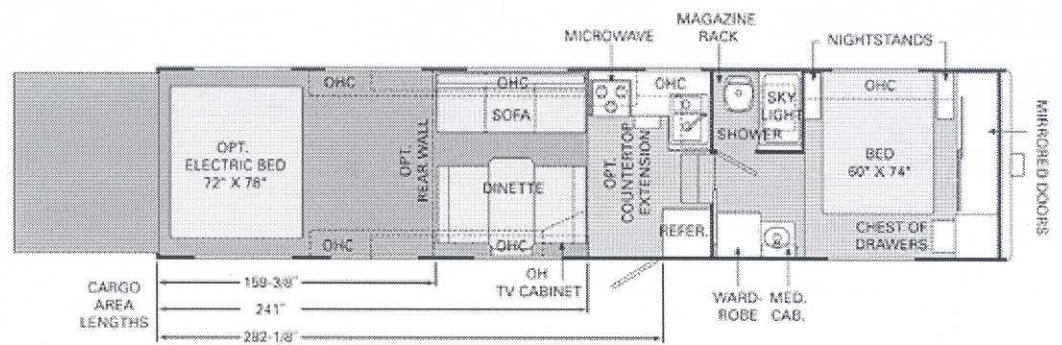 MAGAZINE
RACK
MICROWAVE
NIGHTSTANDS
OHC
OHC
OHC
OHC
SKY
LIGHT
SOFA
SHOWER
OPT.
ELECTRIC BED
72" X 78"
OPT.
REAR WALL
OPT.
COUNTERTOP
EXTENSION
BED
60" X 74"
MIRRORED DOORS
DINETTE
REFER.
CHEST OF
DRAWERS
OHC
OHC
OH
TV CABINET
CARGO
AREA
LENGTHS
159-3/8"
241"
282-1/8"
WARD-
ROBE
MED.
CAB.